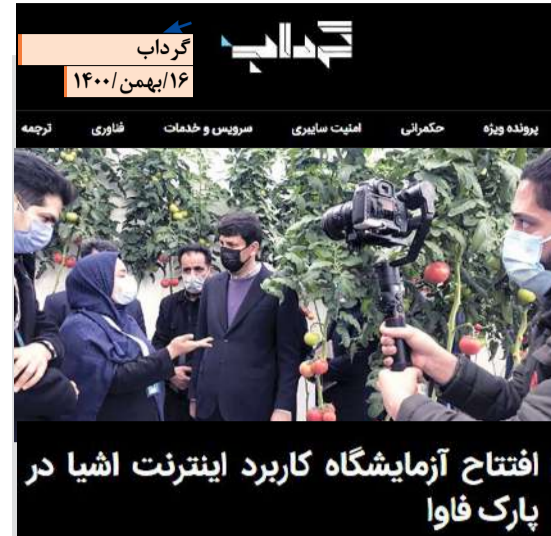 گرداب
گرداب
۱۶/بهمن/۱۴۰۰
پرونده ویژه حکمرانی امنیت سایبری سرویس و خدمات فناوری ترجمه
افتتاح آزمایشگاه کاربرد اینترنت اشیا در
پارک فاوا